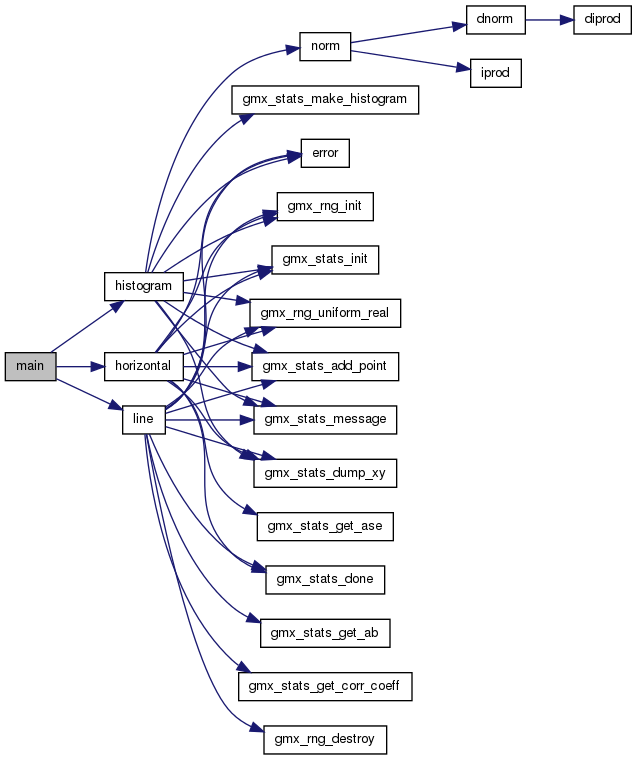 dnorm
diprod
norm
iprod
gmx_stats_make_histogram
error
gmx_rng_init
gmx_stats_init
histogram
gmx_rng_uniform_real
main
horizontal
gmx_stats_add_point
line
gmx_stats_message
gmx_stats_dump_xy
gmx_stats_get_ase
gmx_stats_done
gmx_stats_get_ab
gmx_stats_get_corr_coeff
gmx_rng_destroy